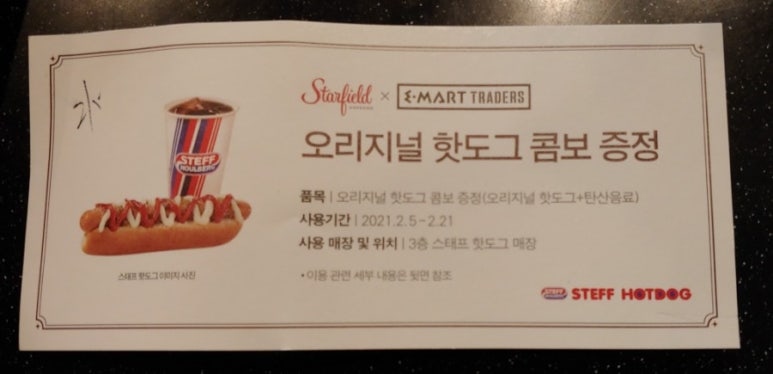 Starfield × E·MART TRADERS
오리지널 핫도그 콤보 증정
품목 | 오리지널 핫도그 콤보 증정(오리지널 핫도그+탄산음료)
사용기간 | 2021.2.5 - 2.21
사용 매장 및 위치 | 3층 스태프 핫도그 매장
• 이용 관련 세부 내용은 뒷면 참조
STEFF HOULBERG
스태프 핫도그 이미지 사진
STEFF HOTDOG